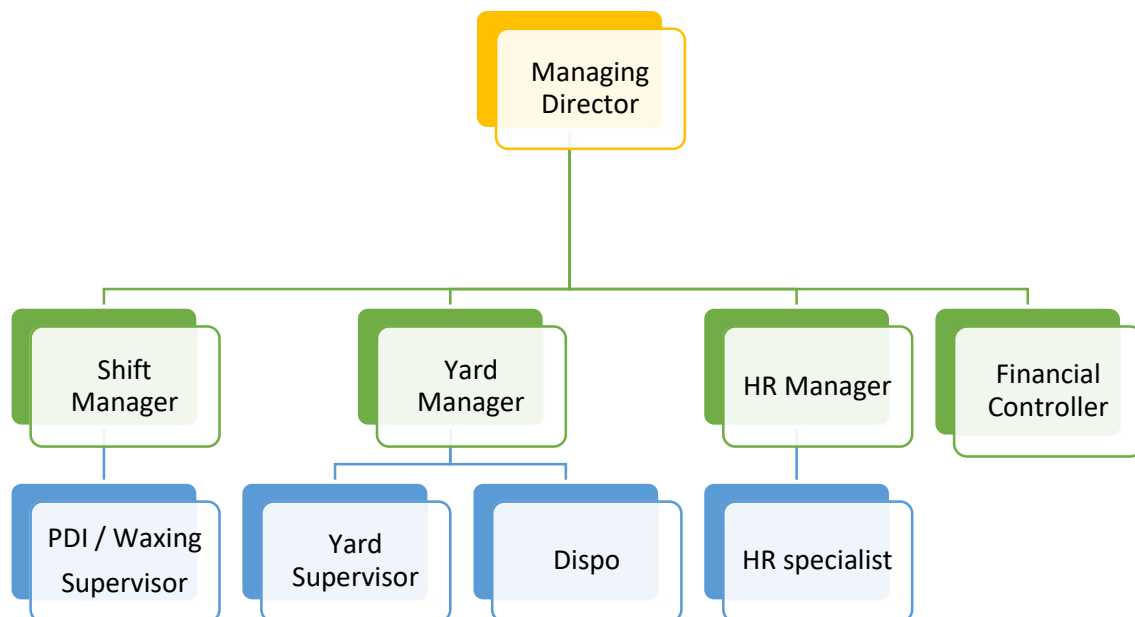 Managing
Director
Shift
Manager
Yard
Manager
HR Manager
Financial
Controller
PDI / Waxing
Supervisor
Yard
Supervisor
Dispo
HR specialist